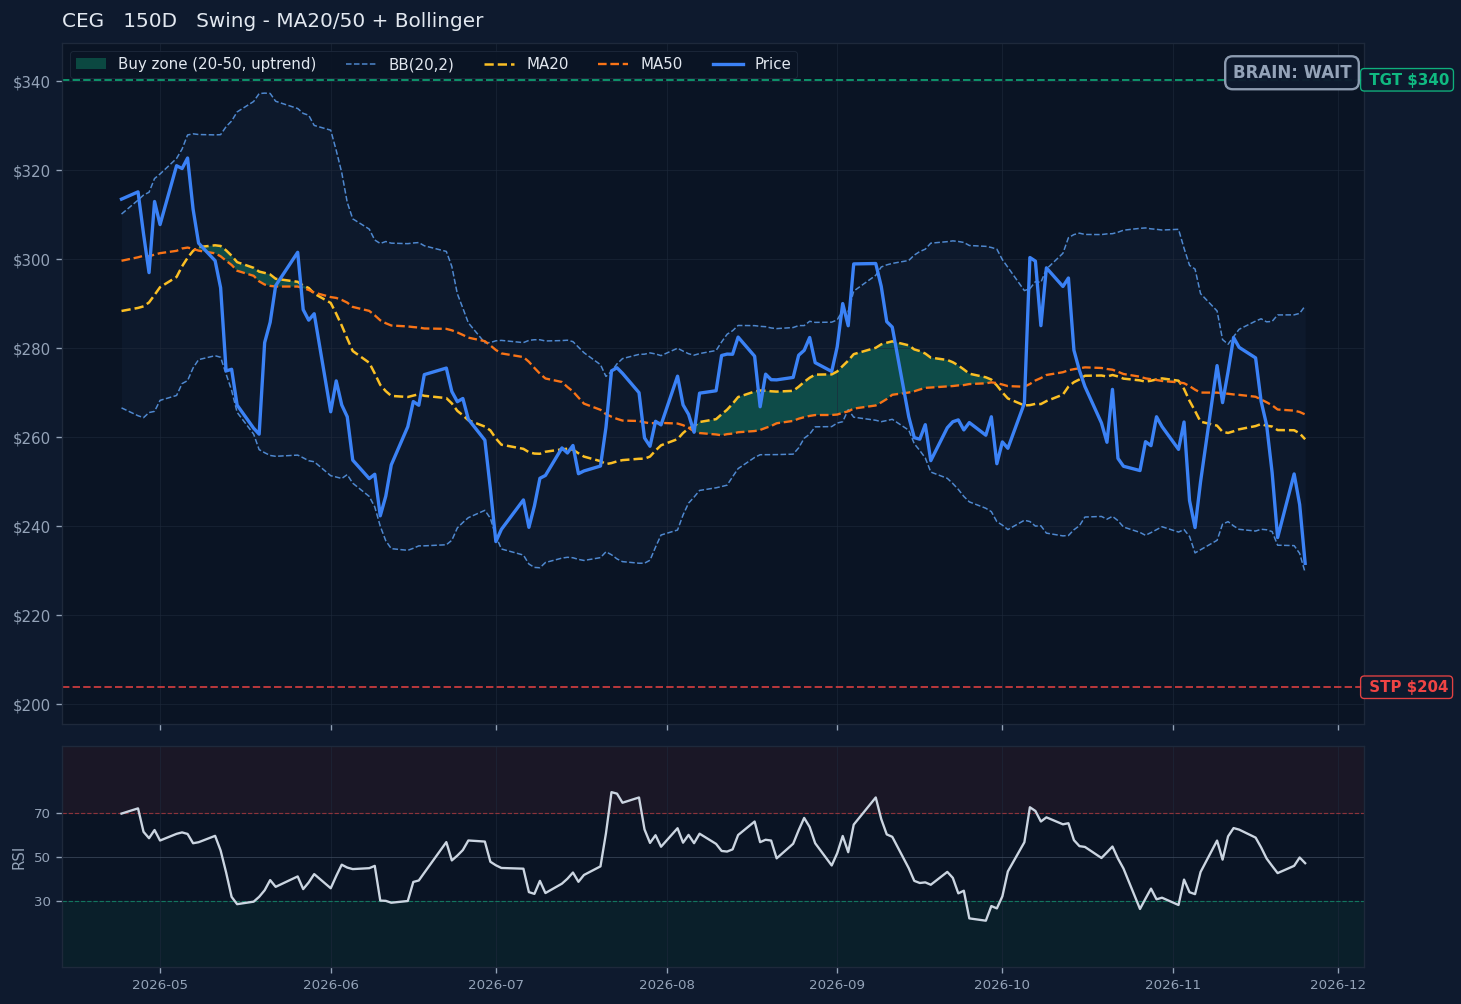 CEG   150D   Swing - MA20/50 + Bollinger
Buy zone (20-50, uptrend)   BB(20,2)   MA20   MA50   Price
BRAIN: WAIT
TGT $340
$340
$320
$300
$280
$260
$240
$220
$200
STP $204
70
50
30
RSI
2026-05   2026-06   2026-07   2026-08   2026-09   2026-10   2026-11   2026-12